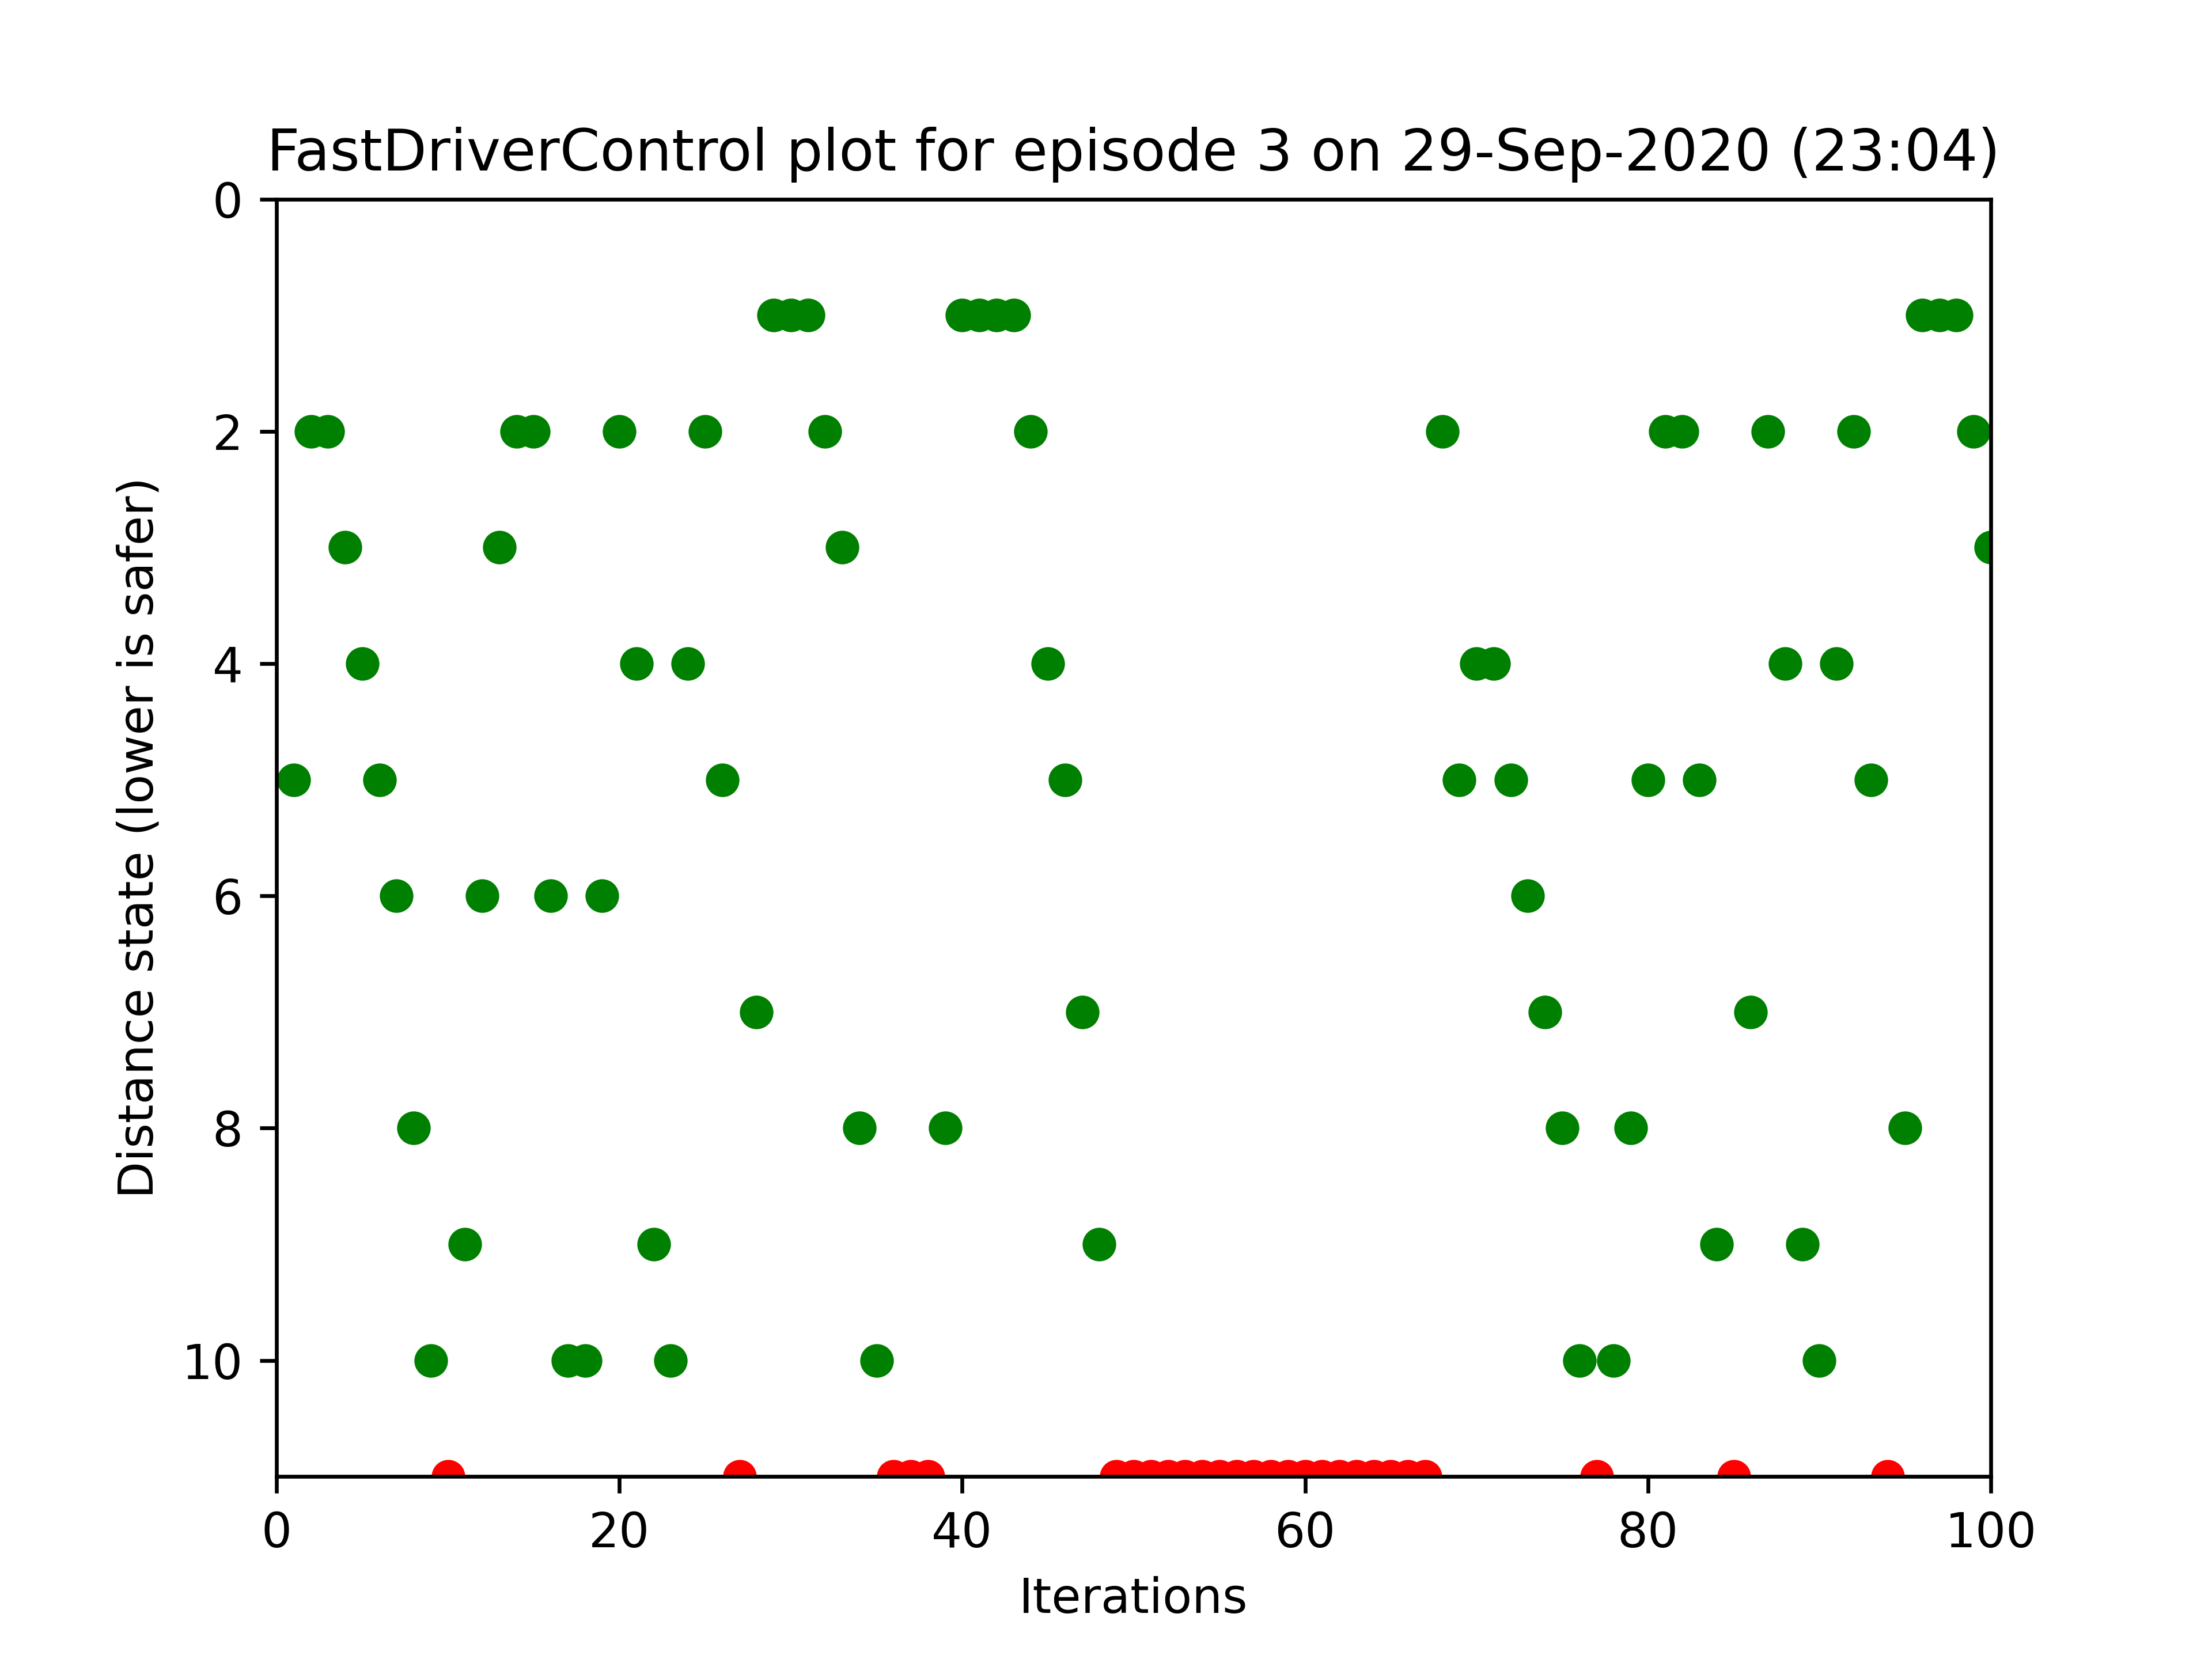 FastDriverControl plot for episode 3 on 29-Sep-2020 (23:04)
0
2
4
6
8
10
Distance state (lower is safer)
0 20 40 60 80 100
Iterations